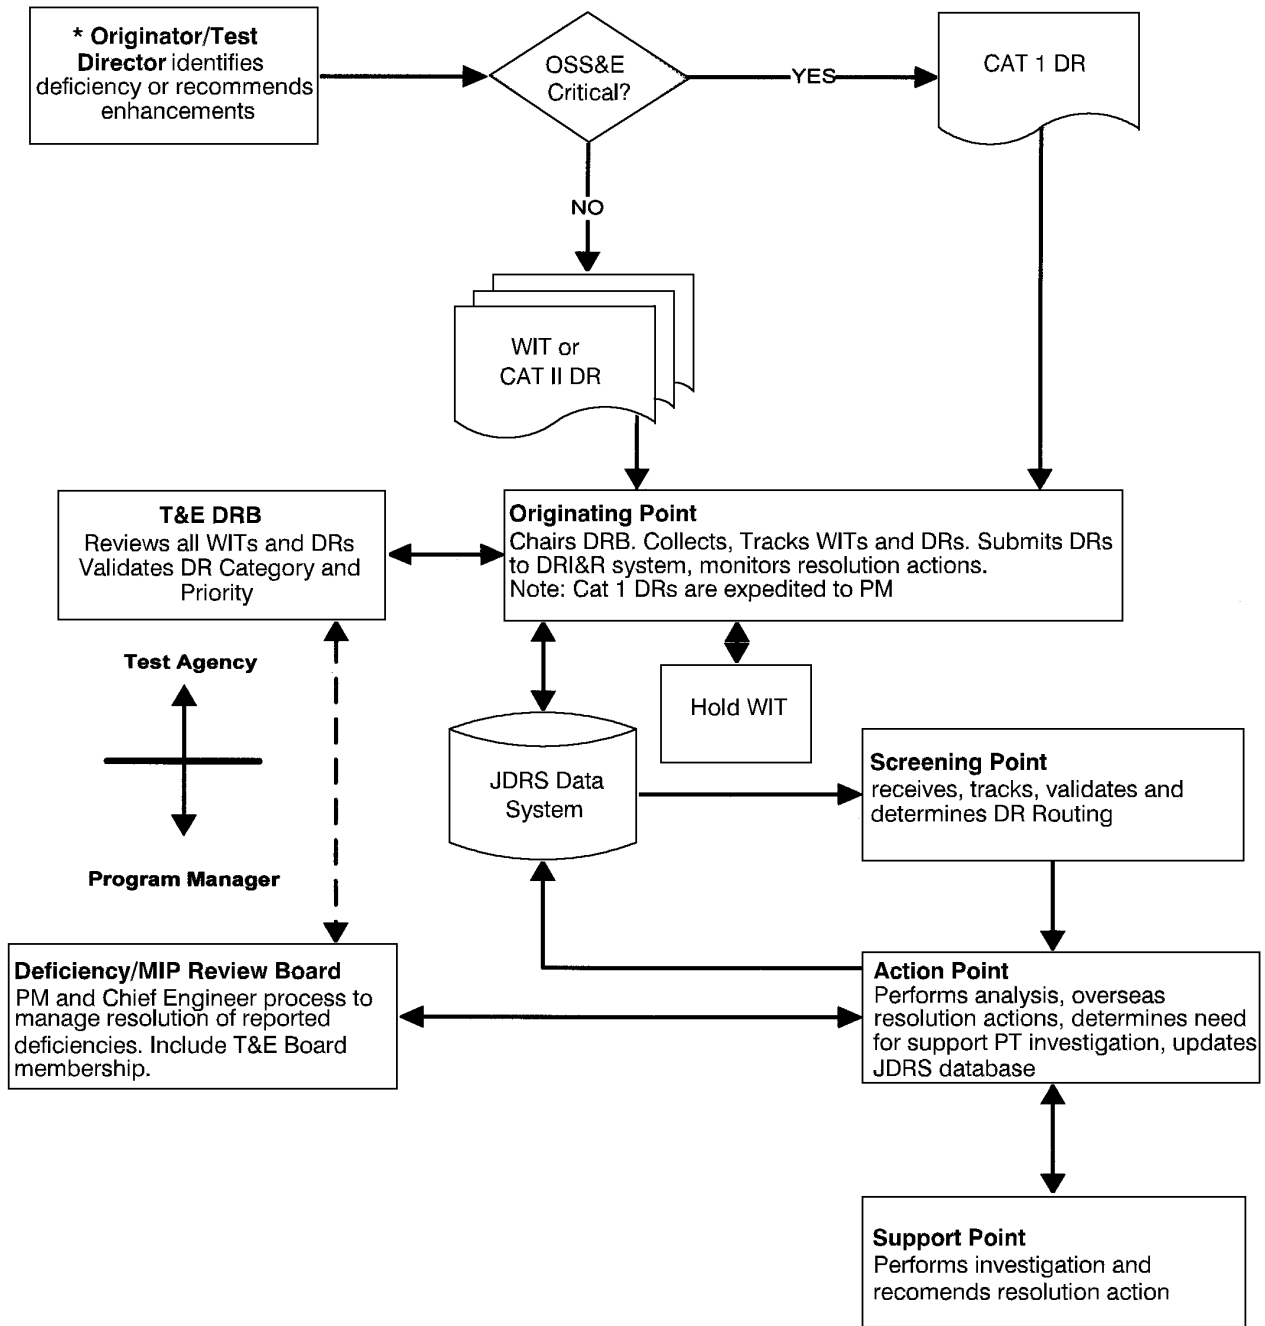 * Originator/Test
Director identifies
deficiency or recommends
enhancements
OSS&E
Critical?
YES
CAT 1 DR
NO
WIT or
CAT II DR
T&E DRB
Reviews all WITs and DRs
Validates DR Category and
Priority
Originating Point
Chairs DRB. Collects, Tracks WITs and DRs. Submits DRs
to DRI&R system, monitors resolution actions.
Note: Cat 1 DRs are expedited to PM
Test Agency
Program Manager
Hold WIT
JDRS Data
System
Screening Point
receives, tracks, validates and
determines DR Routing
Deficiency/MIP Review Board
PM and Chief Engineer process to
manage resolution of reported
deficiencies. Include T&E Board
membership.
Action Point
Performs analysis, overseas
resolution actions, determines need
for support PT investigation, updates
JDRS database
Support Point
Performs investigation and
recomends resolution action